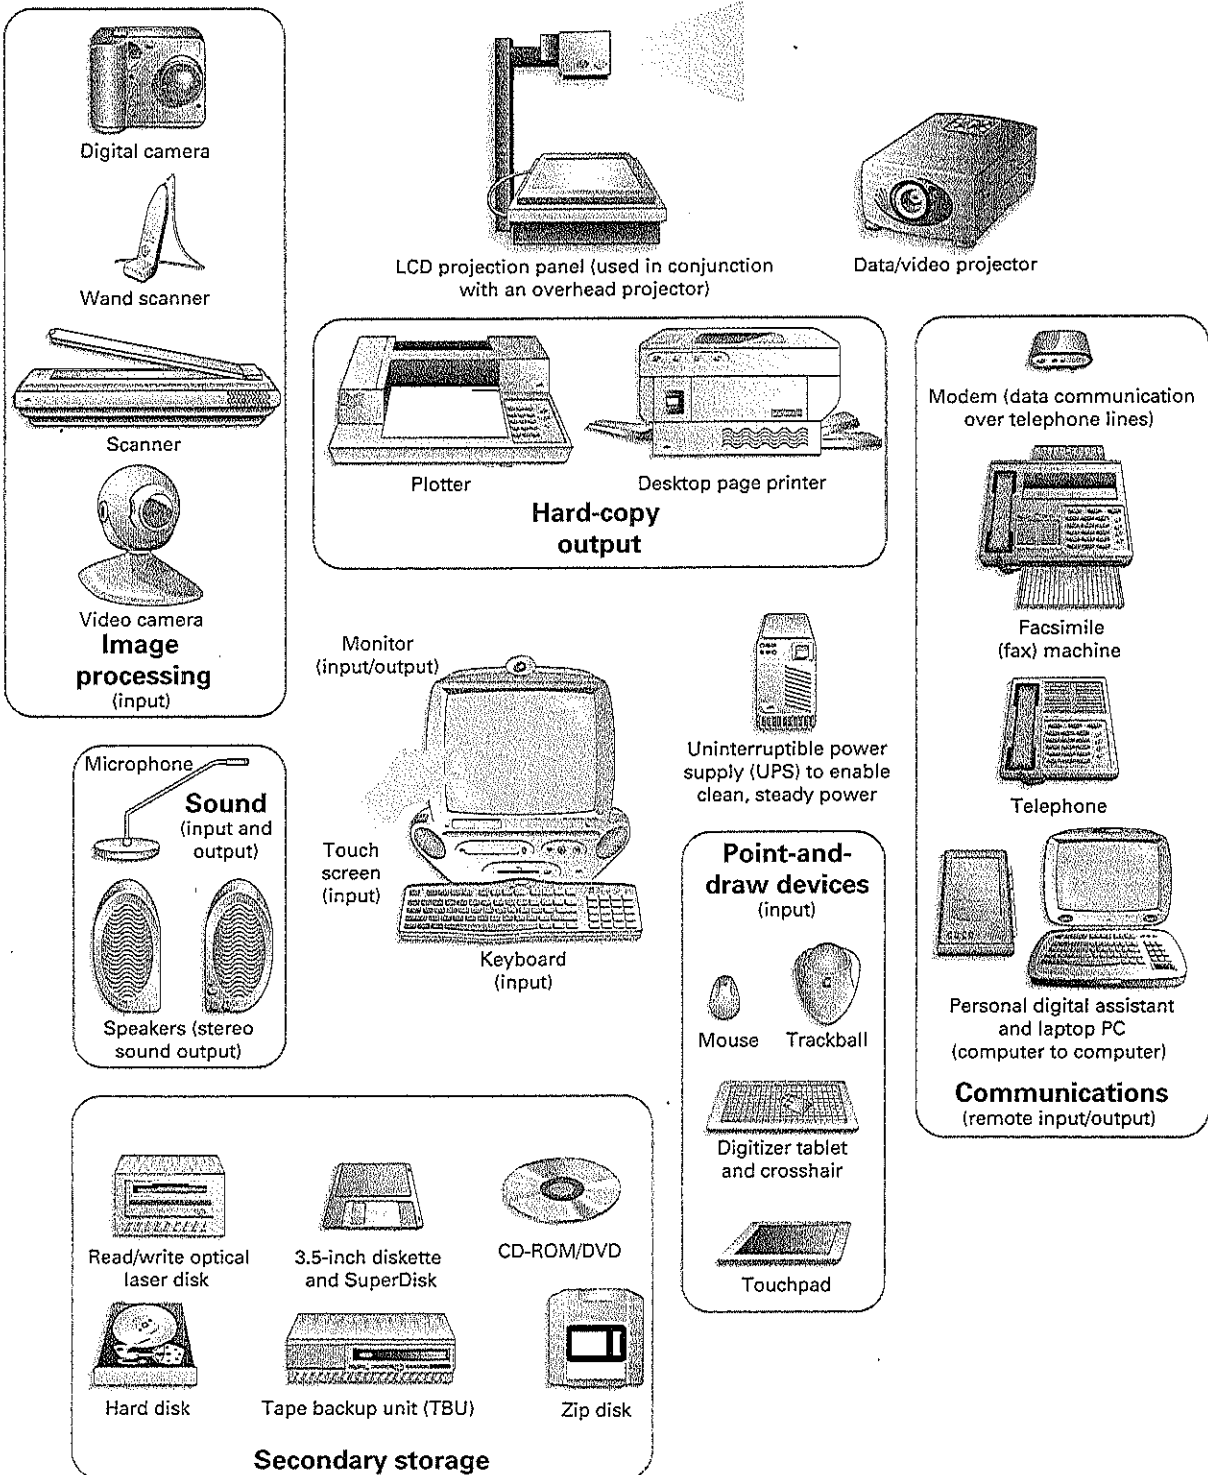 Digital camera
Wand scanner
Scanner
Video camera
Image
processing
(input)
LCD projection panel (used in conjunction
with an overhead projector)
Data/video projector
Plotter
Desktop page printer
Hard-copy
output
Modem (data communication
over telephone lines)
Facsimile
(fax) machine
Telephone
Personal digital assistant
and laptop PC
(computer to computer)
Communications
(remote input/output)
Monitor
(input/output)
Touch
screen
(input)
Keyboard
(input)
Uninterruptible power
supply (UPS) to enable
clean, steady power
Microphone
Sound
(input and
output)
Speakers (stereo
sound output)
Point-and-
draw devices
(input)
Mouse
Trackball
Digitizer tablet
and crosshair
Touchpad
Read/write optical
laser disk
3.5-inch diskette
and SuperDisk
CD-ROM/DVD
Hard disk
Tape backup unit (TBU)
Zip disk
Secondary storage